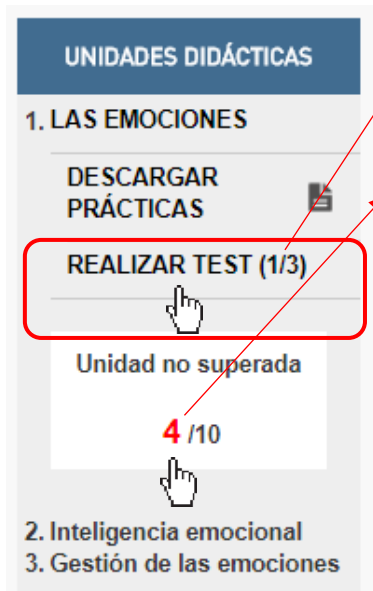 UNIDADES DIDÁCTICAS
1. LAS EMOCIONES
DESCARGAR
PRÁCTICAS
REALIZAR TEST (1/3)
Unidad no superada
4 /10
2. Inteligencia emocional
3. Gestión de las emociones